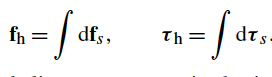 f_h = ∫ df_s, τ_h = ∫ dτ_s.